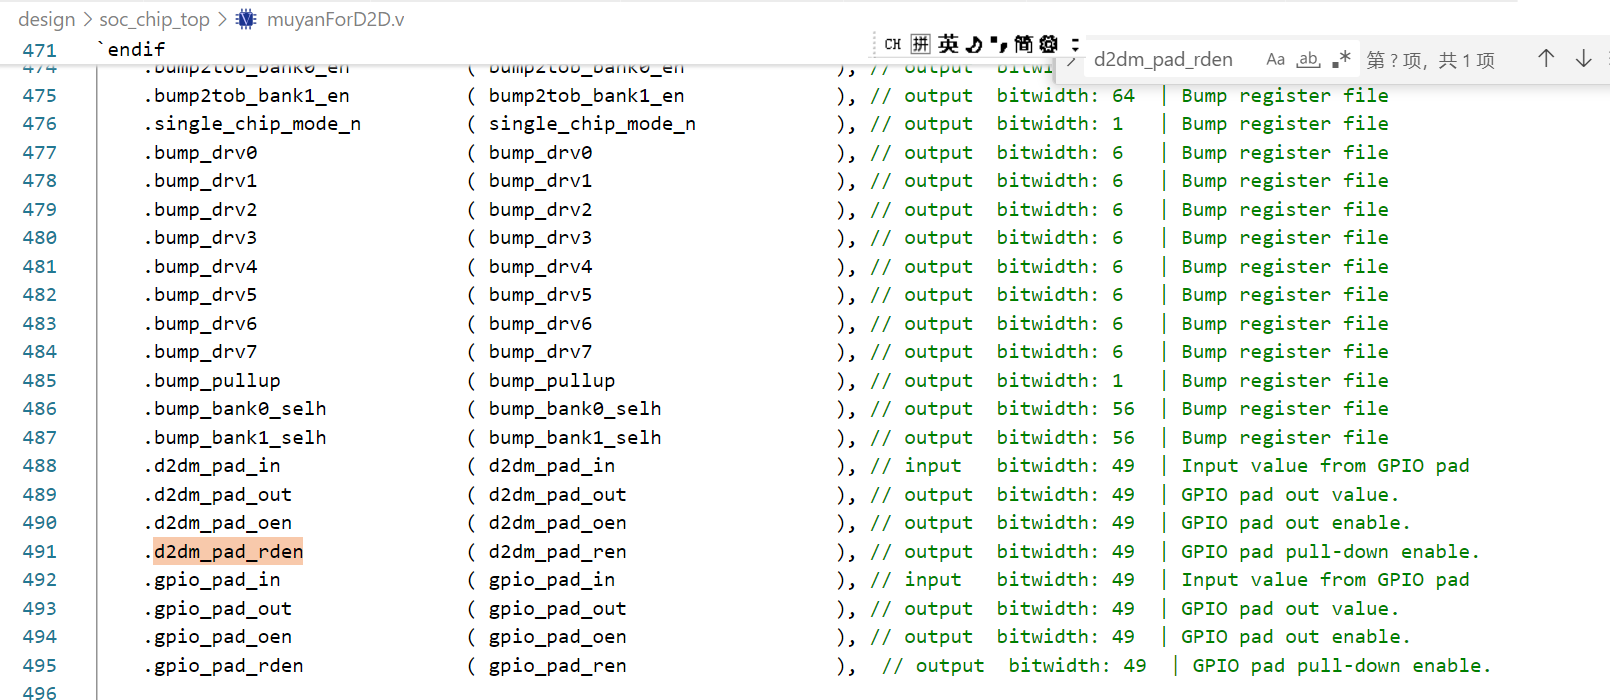 design > soc_chip_top > muyanForD2D.v
CH 拼 英 简
d2dm_pad_rden Aa ab .* 第 ? 项, 共 1 项
471 `endif
474 .bump2tob_bank0_en ( bump2tob_bank0_en ), // output bitwi
475 .bump2tob_bank1_en ( bump2tob_bank1_en ), // output bitwidth: 64 | Bump register file
476 .single_chip_mode_n ( single_chip_mode_n ), // output bitwidth: 1 | Bump register file
477 .bump_drv0 ( bump_drv0 ), // output bitwidth: 6 | Bump register file
478 .bump_drv1 ( bump_drv1 ), // output bitwidth: 6 | Bump register file
479 .bump_drv2 ( bump_drv2 ), // output bitwidth: 6 | Bump register file
480 .bump_drv3 ( bump_drv3 ), // output bitwidth: 6 | Bump register file
481 .bump_drv4 ( bump_drv4 ), // output bitwidth: 6 | Bump register file
482 .bump_drv5 ( bump_drv5 ), // output bitwidth: 6 | Bump register file
483 .bump_drv6 ( bump_drv6 ), // output bitwidth: 6 | Bump register file
484 .bump_drv7 ( bump_drv7 ), // output bitwidth: 6 | Bump register file
485 .bump_pullup ( bump_pullup ), // output bitwidth: 1 | Bump register file
486 .bump_bank0_selh ( bump_bank0_selh ), // output bitwidth: 56 | Bump register file
487 .bump_bank1_selh ( bump_bank1_selh ), // output bitwidth: 56 | Bump register file
488 .d2dm_pad_in ( d2dm_pad_in ), // input bitwidth: 49 | Input value from GPIO pad
489 .d2dm_pad_out ( d2dm_pad_out ), // output bitwidth: 49 | GPIO pad out value.
490 .d2dm_pad_oen ( d2dm_pad_oen ), // output bitwidth: 49 | GPIO pad out enable.
491 .d2dm_pad_rden ( d2dm_pad_ren ), // output bitwidth: 49 | GPIO pad pull-down enable.
492 .gpio_pad_in ( gpio_pad_in ), // input bitwidth: 49 | Input value from GPIO pad
493 .gpio_pad_out ( gpio_pad_out ), // output bitwidth: 49 | GPIO pad out value.
494 .gpio_pad_oen ( gpio_pad_oen ), // output bitwidth: 49 | GPIO pad out enable.
495 .gpio_pad_rden ( gpio_pad_ren ), // output bitwidth: 49 | GPIO pad pull-down enable.
496